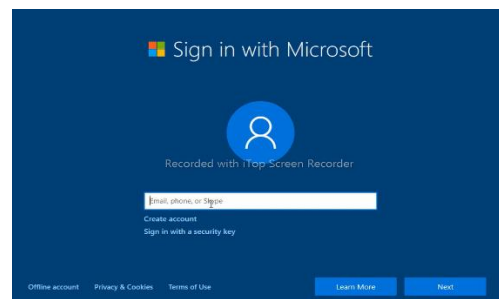 Sign in with Microsoft
Recorded with iTop Screen Recorder
Email, phone, or Skype
Create account
Sign in with a security key
Offline account Privacy & Cookies Terms of Use Learn More Next